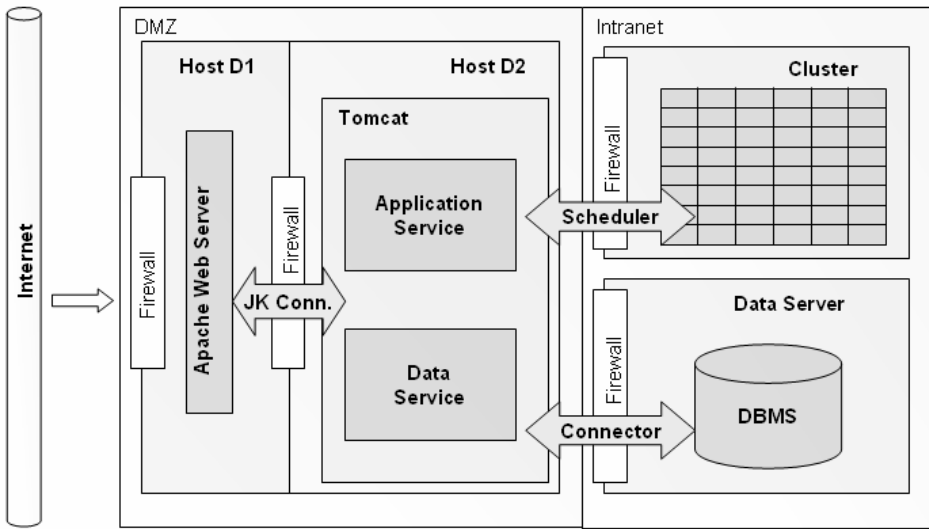 DMZ
Intranet
Internet
Host D1
Host D2
Firewall
Apache Web Server
JK Conn.
Firewall
Tomcat
Application
Service
Data
Service
Firewall
Scheduler
Cluster
Firewall
Connector
Data Server
DBMS